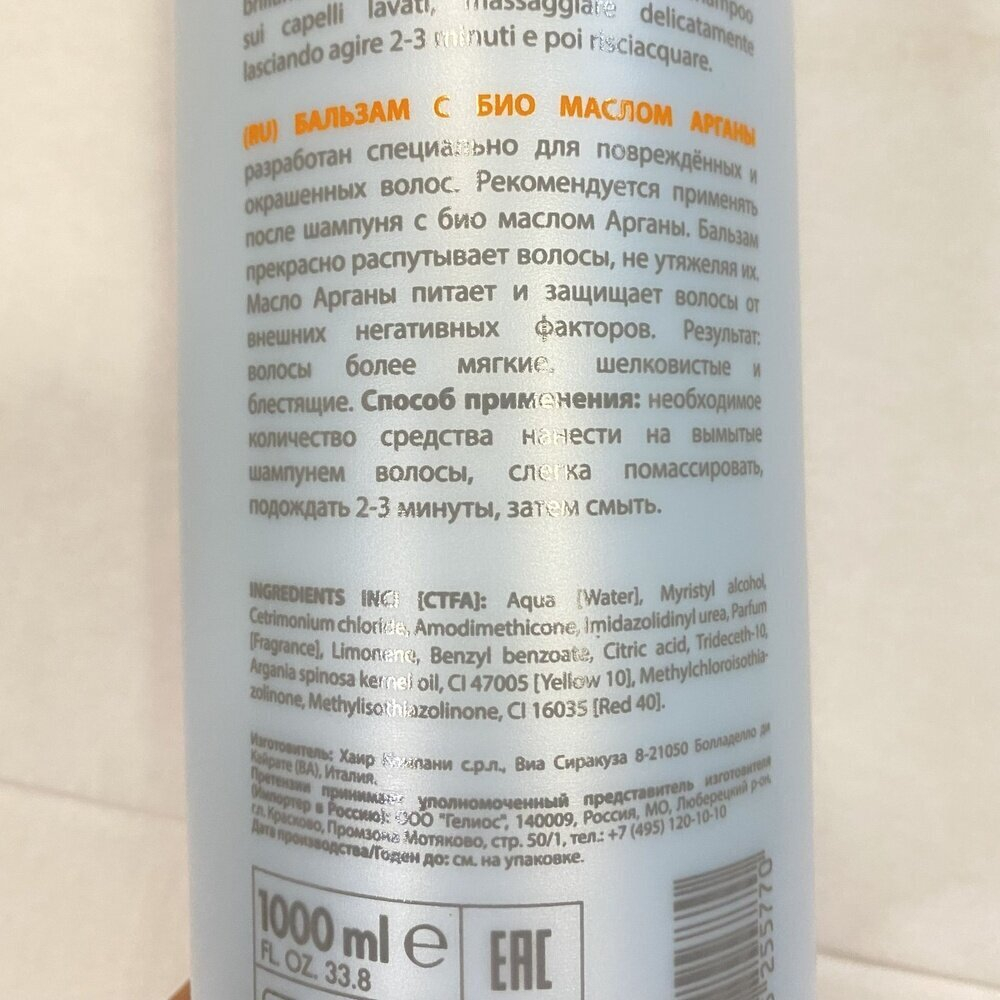 sui capelli lavati, massaggiare delicatamente
lasciando agire 2-3 minuti e poi risciacquare.
(RU) БАЛЬЗАМ С БИО МАСЛОМ АРГАНЫ
разработан специально для повреждённых и
окрашенных волос. Рекомендуется применять
после шампуня с био маслом Арганы. Бальзам
прекрасно распутывает волосы, не утяжеляя их.
Масло Арганы питает и защищает волосы от
внешних негативных факторов. Результат:
волосы более мягкие, шелковистые и
блестящие. Способ применения: необходимое
количество средства нанести на вымытые
шампунем волосы, слегка помассировать,
подождать 2-3 минуты, затем смыть.
INGREDIENTS INCI [CTFA]: Aqua [Water], Myristyl alcohol,
Cetrimonium chloride, Amodimethicone, Imidazolidinyl urea, Parfum
[Fragrance], Limonene, Benzyl benzoate, Citric acid, Trideceth-10,
Argania spinosa kernel oil, CI 47005 [Yellow 10], Methylchloroisothia-
zolinone, Methylisothiazolinone, CI 16035 [Red 40].
Изготовитель: Хаир Компани с.р.л., Виа Сиракуза 8-21050 Болладелло ди
Кайрате (ВА), Италия.
Претензии принимает уполномоченный представитель изготовителя
(Импортер в Россию): ООО "Гелиос", 140009, Россия, МО, Люберецкий р-он,
гл. Красково, Промзона Мотяково, стр. 50/1, тел.: +7 (495) 120-10-10
Дата производства/Годен до: см. на упаковке.
1000 ml e
FL. OZ. 33.8
EAC
255770